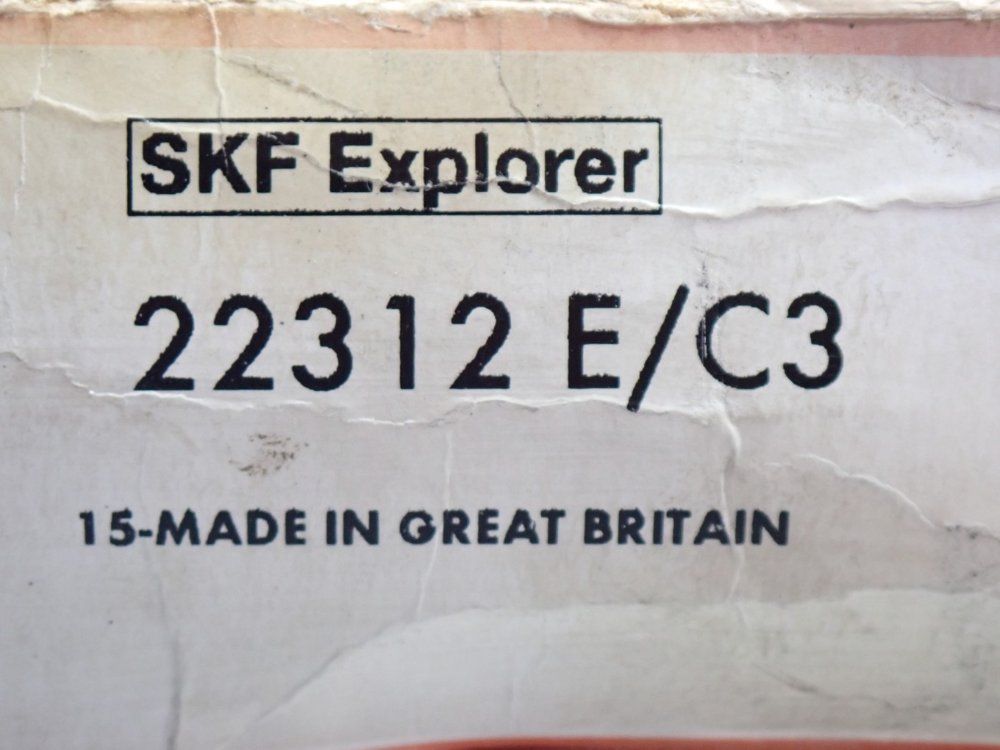 SKF Explorer
22312 E/C3
15-MADE IN GREAT BRITAIN